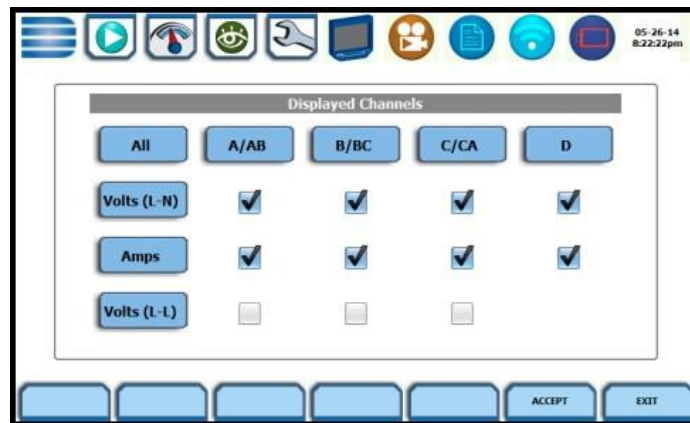 05-26-14
8:22:22pm
Displayed Channels
All A/AB B/BC C/CA D
Volts (L-N)
Amps
Volts (L-L)
ACCEPT EXIT